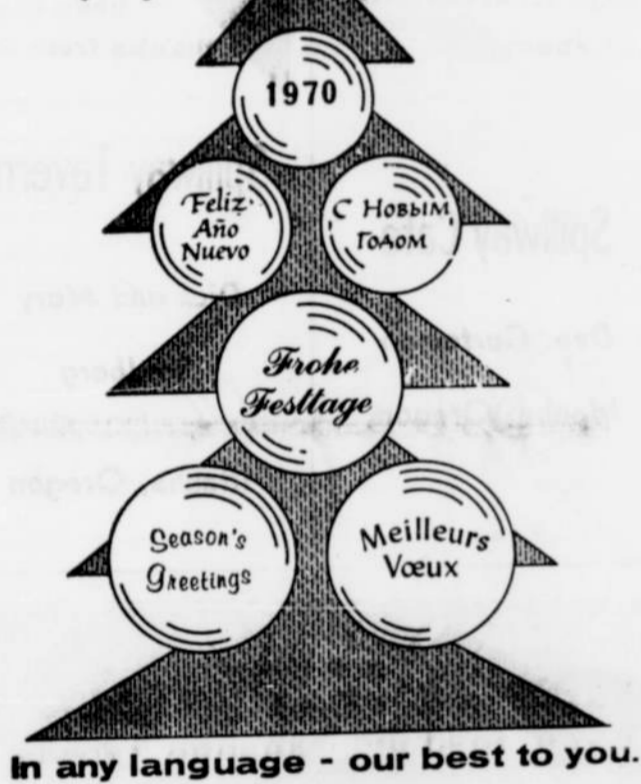 1970
Feliz
Año
Nuevo
С Новым
Годом
Frohe
Festtage
Season's
Greetings
Meilleurs
Vœux
In any language - our best to you.